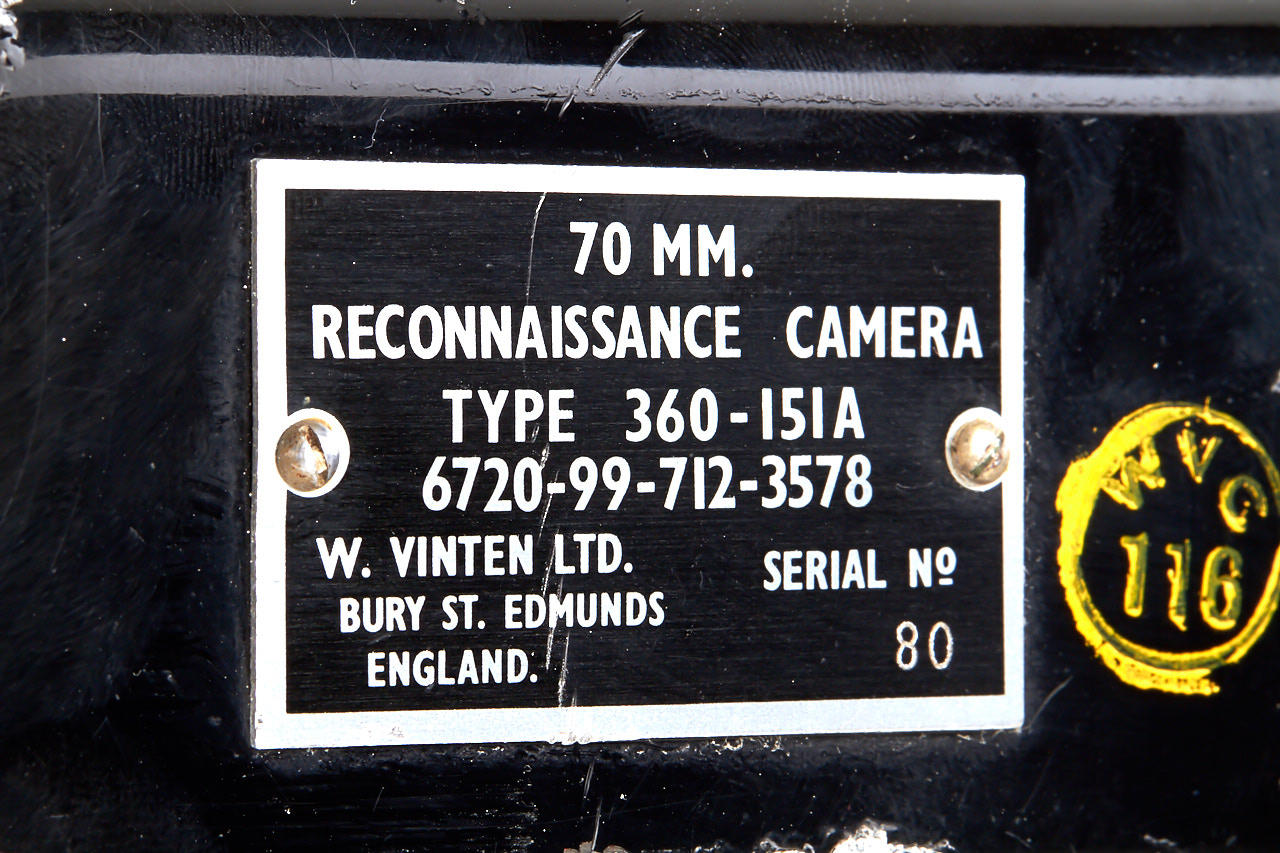 70 MM.
RECONNAISSANCE CAMERA
TYPE 360-151A
6720-99-712-3578
W. VINTEN LTD.
BURY ST. EDMUNDS
ENGLAND.
SERIAL Nº
80
WVC
116